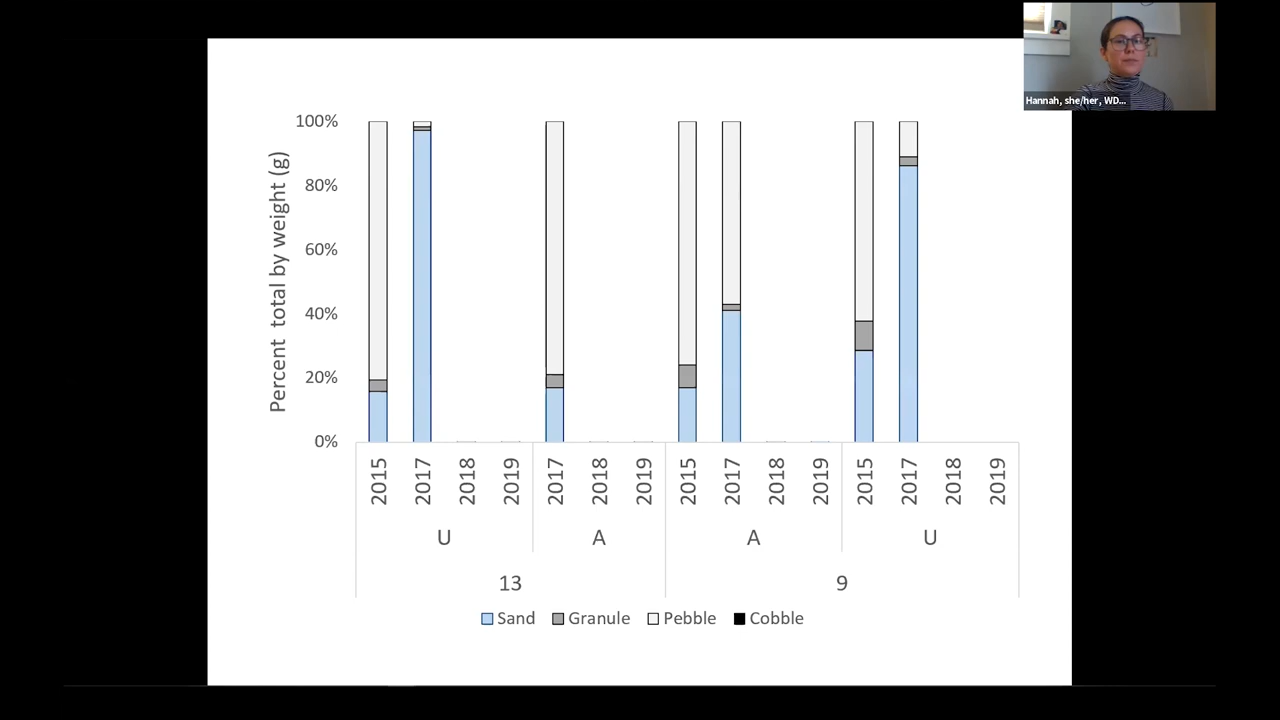 Hannah, she/her, WD...
Percent total by weight (g)
100%
80%
60%
40%
20%
0%
2015 2017 2018 2019 2017 2018 2019 2015 2017 2018 2019 2015 2017 2018 2019
U A A U
13 9
Sand Granule Pebble Cobble